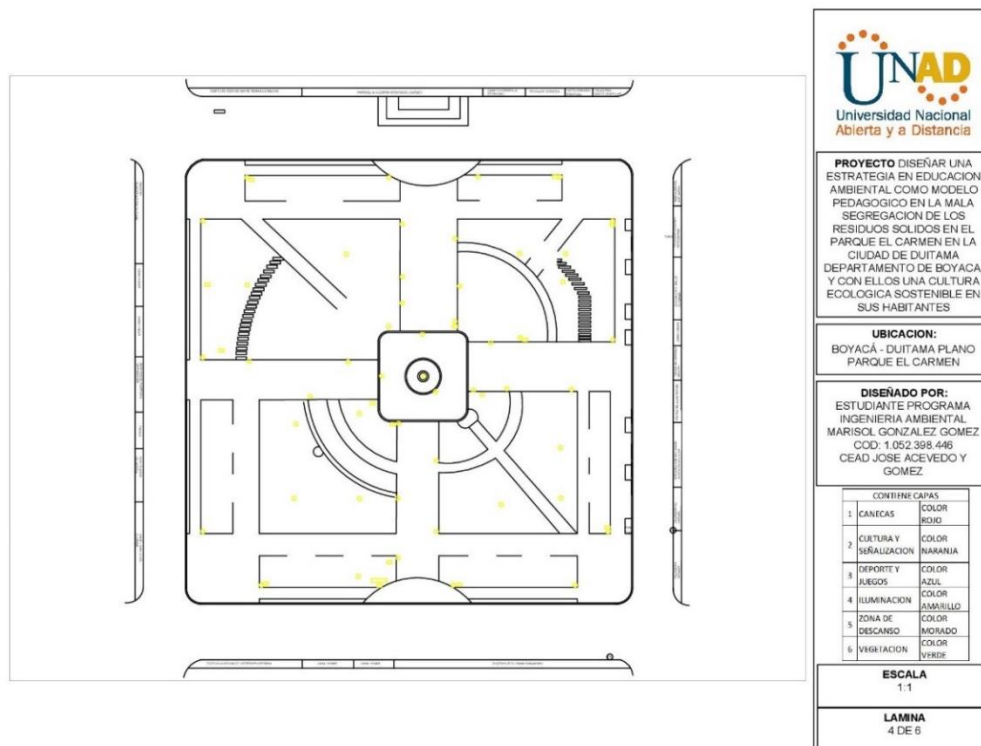 UNAD
Universidad Nacional
Abierta y a Distancia
PROYECTO DISEÑAR UNA
ESTRATEGIA EN EDUCACION
AMBIENTAL COMO MODELO
PEDAGOGICO EN LA MALA
SEGREGACION DE LOS
RESIDUOS SOLIDOS EN EL
PARQUE EL CARMEN EN LA
CIUDAD DE DUITAMA
DEPARTAMENTO DE BOYACA,
Y CON ELLOS UNA CULTURA
ECOLOGICA SOSTENIBLE EN
SUS HABITANTES
UBICACION:
BOYACÁ - DUITAMA PLANO
PARQUE EL CARMEN
DISEÑADO POR:
ESTUDIANTE PROGRAMA
INGENIERIA AMBIENTAL
MARISOL GONZALEZ GOMEZ
COD: 1.052.398.446
CEAD JOSE ACEVEDO Y
GOMEZ
CONTIENE CAPAS
1 CANECAS COLOR ROJO
2 CULTURA Y SEÑALIZACION COLOR NARANJA
3 DEPORTE Y JUEGOS COLOR AZUL
4 ILUMINACION COLOR AMARILLO
5 ZONA DE DESCANSO COLOR MORADO
6 VEGETACION COLOR VERDE
ESCALA
1:1
LAMINA
4 DE 6